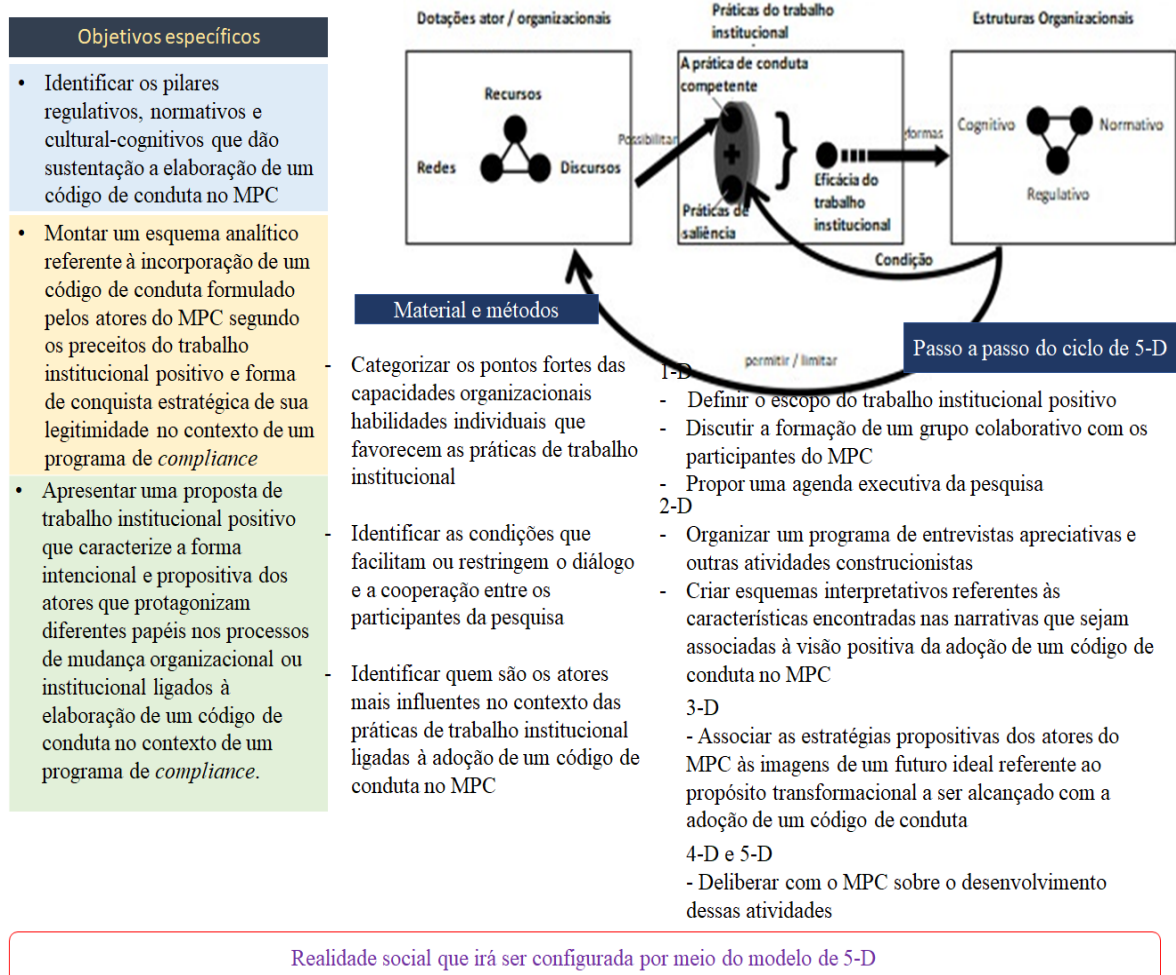 Objetivos específicos
• Identificar os pilares
regulativos, normativos e
cultural-cognitivos que dão
sustentação a elaboração de um
código de conduta no MPC
• Montar um esquema analítico
referente à incorporação de um
código de conduta formulado
pelos atores do MPC segundo
os preceitos do trabalho
institucional positivo e forma
de conquista estratégica de sua
legitimidade no contexto de um
programa de compliance
• Apresentar uma proposta de
trabalho institucional positivo
que caracterize a forma
intencional e propositiva dos
atores que protagonizam
diferentes papéis nos processos
de mudança organizacional ou
institucional ligados à
elaboração de um código de
conduta no contexto de um
programa de compliance.
Dotações ator / organizacionais
Recursos
Redes
Discursos
Possibilitar
Práticas do trabalho
institucional
A prática de conduta
competente
Práticas de
saliência
Eficácia do
trabalho
institucional
formas
Estruturas Organizacionais
Cognitivo
Normativo
Regulativo
Condição
permitir / limitar
Material e métodos
- Categorizar os pontos fortes das
capacidades organizacionais
habilidades individuais que
favorecem as práticas de trabalho
institucional
- Identificar as condições que
facilitam ou restringem o diálogo
e a cooperação entre os
participantes da pesquisa
- Identificar quem são os atores
mais influentes no contexto das
práticas de trabalho institucional
ligadas à adoção de um código de
conduta no MPC
Passo a passo do ciclo de 5-D
1-D
- Definir o escopo do trabalho institucional positivo
- Discutir a formação de um grupo colaborativo com os
participantes do MPC
- Propor uma agenda executiva da pesquisa
2-D
- Organizar um programa de entrevistas apreciativas e
outras atividades construcionistas
- Criar esquemas interpretativos referentes às
características encontradas nas narrativas que sejam
associadas à visão positiva da adoção de um código de
conduta no MPC
3-D
- Associar as estratégias propositivas dos atores do
MPC às imagens de um futuro ideal referente ao
propósito transformacional a ser alcançado com a
adoção de um código de conduta
4-D e 5-D
- Deliberar com o MPC sobre o desenvolvimento
dessas atividades
Realidade social que irá ser configurada por meio do modelo de 5-D